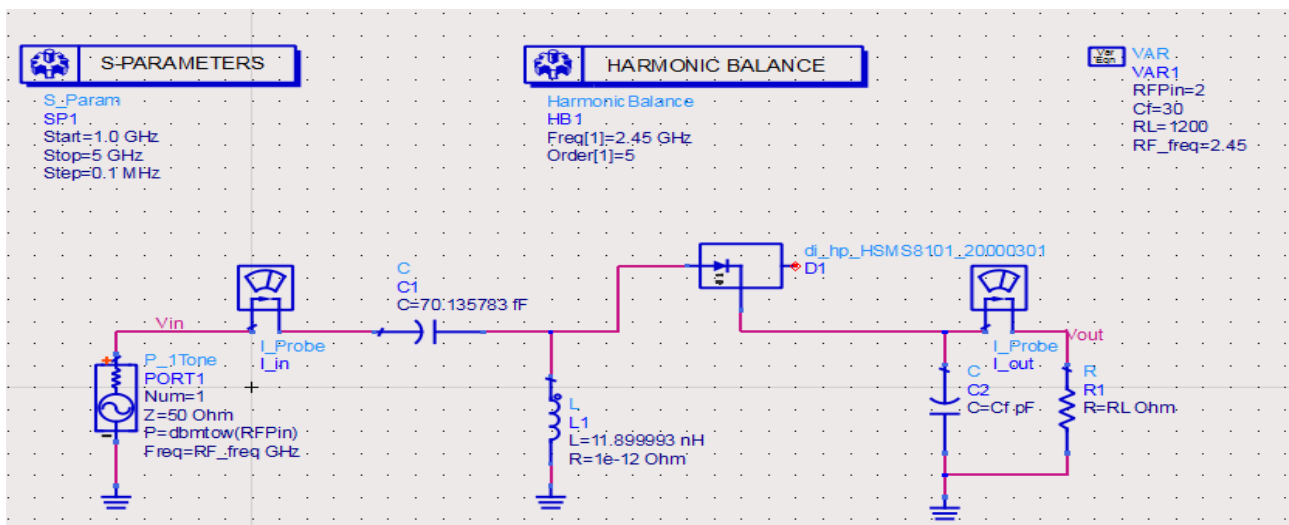 S-PARAMETERS
S_Param
SP1
Start=1.0 GHz
Stop=5 GHz
Step=0.1 MHz
HARMONIC BALANCE
HarmonicBalance
HB1
Freq[1]=2.45 GHz
Order[1]=5
Var
Eqn
VAR
VAR1
RFPin=2
Cf=30
RL=1200
RF_freq=2.45
di_hp_HSMS8101_20000301
D1
C
C1
C=70.135783 fF
Vin
I_Probe
I_in
P_1Tone
PORT1
Num=1
Z=50 Ohm
P=dbmtow(RFPin)
Freq=RF_freq GHz
+
-
L
L1
L=11.899993 nH
R=1e-12 Ohm
I_Probe
I_out
Vout
C
C2
C=Cf pF
R
R1
R=RL Ohm